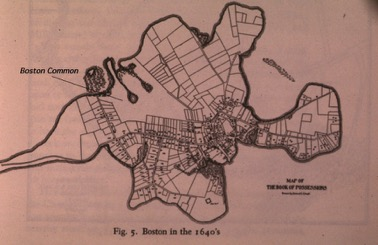 Boston Common
MAP OF
THE BOOK OF POSSESSIONS
Fig. 5. Boston in the 1640's